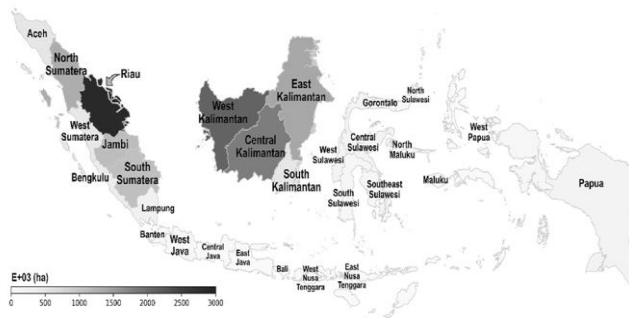 Aceh
North
Sumatera
Riau
West
Sumatera
Jambi
Bengkulu
South
Sumatera
Lampung
Banten
West
Java
Central
Java
East
Java
Bali
West
Nusa
Tenggara
East
Nusa
Tenggara
West
Kalimantan
Central
Kalimantan
East
Kalimantan
South
Kalimantan
West
Sulawesi
South
Sulawesi
Central
Sulawesi
Southeast
Sulawesi
Gorontalo
North
Sulawesi
North
Maluku
Maluku
West
Papua
Papua
E+03 (ha)
0 500 1000 1500 2000 2500 3000